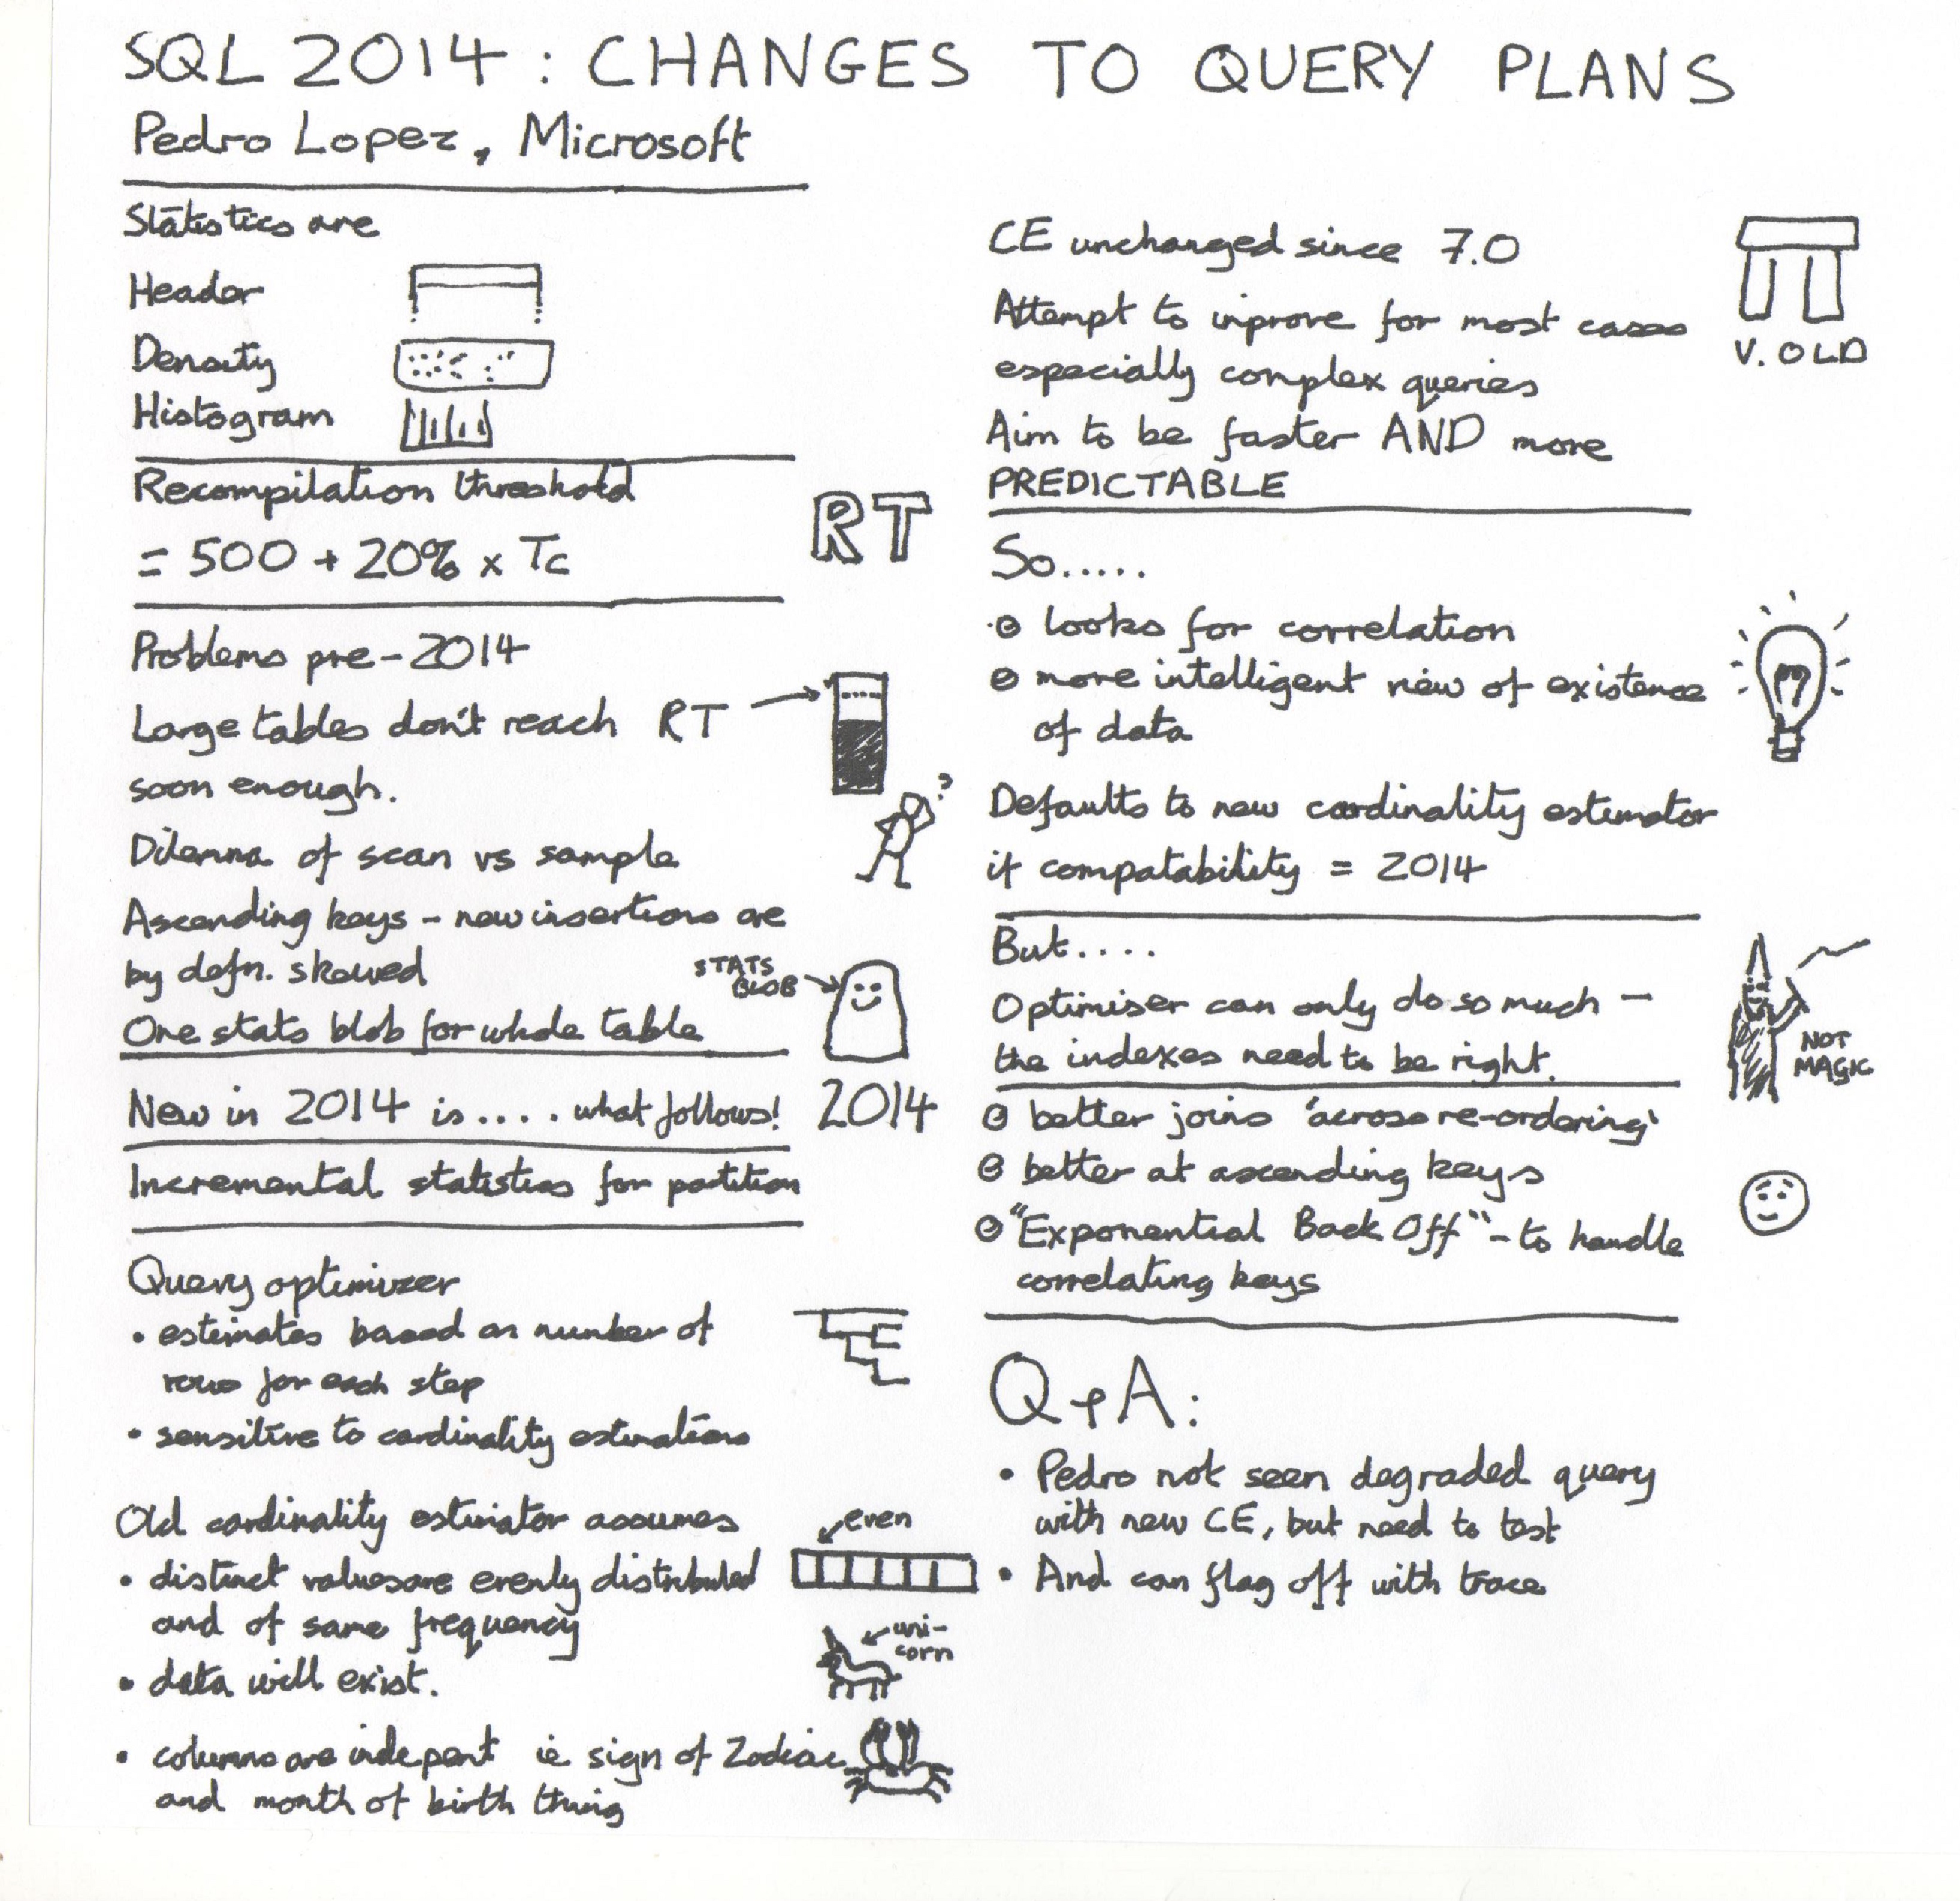 SQL 2014 : CHANGES TO QUERY PLANS
Pedro Lopez, Microsoft
Statistics are
Header
Density
Histogram
Recompilation threshold
= 500 + 20% x Tc
RT
Problems pre-2014
Large tables don't reach RT
soon enough.
?
Dilemma of scan vs sample
Ascending keys - new insertions are
by defn. skewed
STATS
BLOB
One stats blob for whole table
New in 2014 is.... what follows!
2014
Incremental statistics for partition
Query optimizer
• estimates based on number of
rows for each step
• sensitive to cardinality estimations
Old cardinality estimator assumes
even
• distinct values are evenly distributed
and of same frequency
uni-
corn
• data will exist.
• columns are indepent ie sign of Zodiac
and month of birth thing
CE unchanged since 7.0
Attempt to inprove for most cases
especially complex queries
V. OLD
Aim to be faster AND more
PREDICTABLE
So.....
• looks for correlation
• more intelligent view of existence
of data
Defaults to new cardinality estimator
if compatability = 2014
But....
Optimiser can only do so much -
the indexes need to be right.
NOT
MAGIC
• better joins 'across re-ordering'
• better at ascending keys
• "Exponential Back Off" - to handle
correlating keys
Q+A:
• Pedro not seen degraded query
with new CE, but need to test
• And can flag off with trace